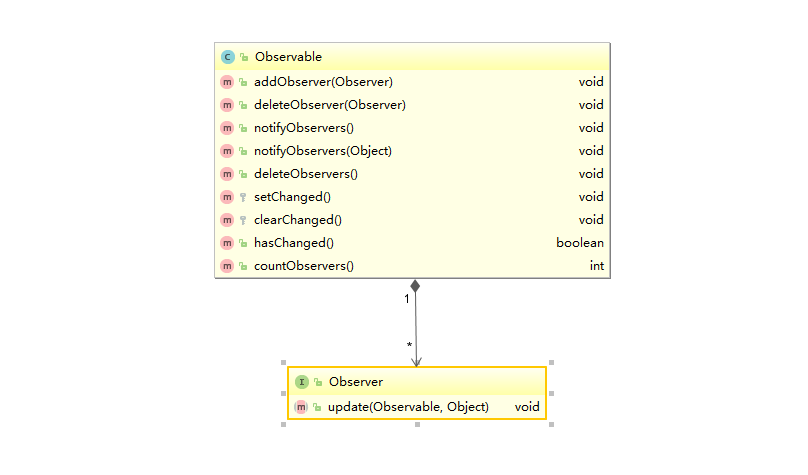 C Observable
m addObserver(Observer) void
m deleteObserver(Observer) void
m notifyObservers() void
m notifyObservers(Object) void
m deleteObservers() void
m setChanged() void
m clearChanged() void
m hasChanged() boolean
m countObservers() int
1
*
I Observer
m update(Observable, Object) void